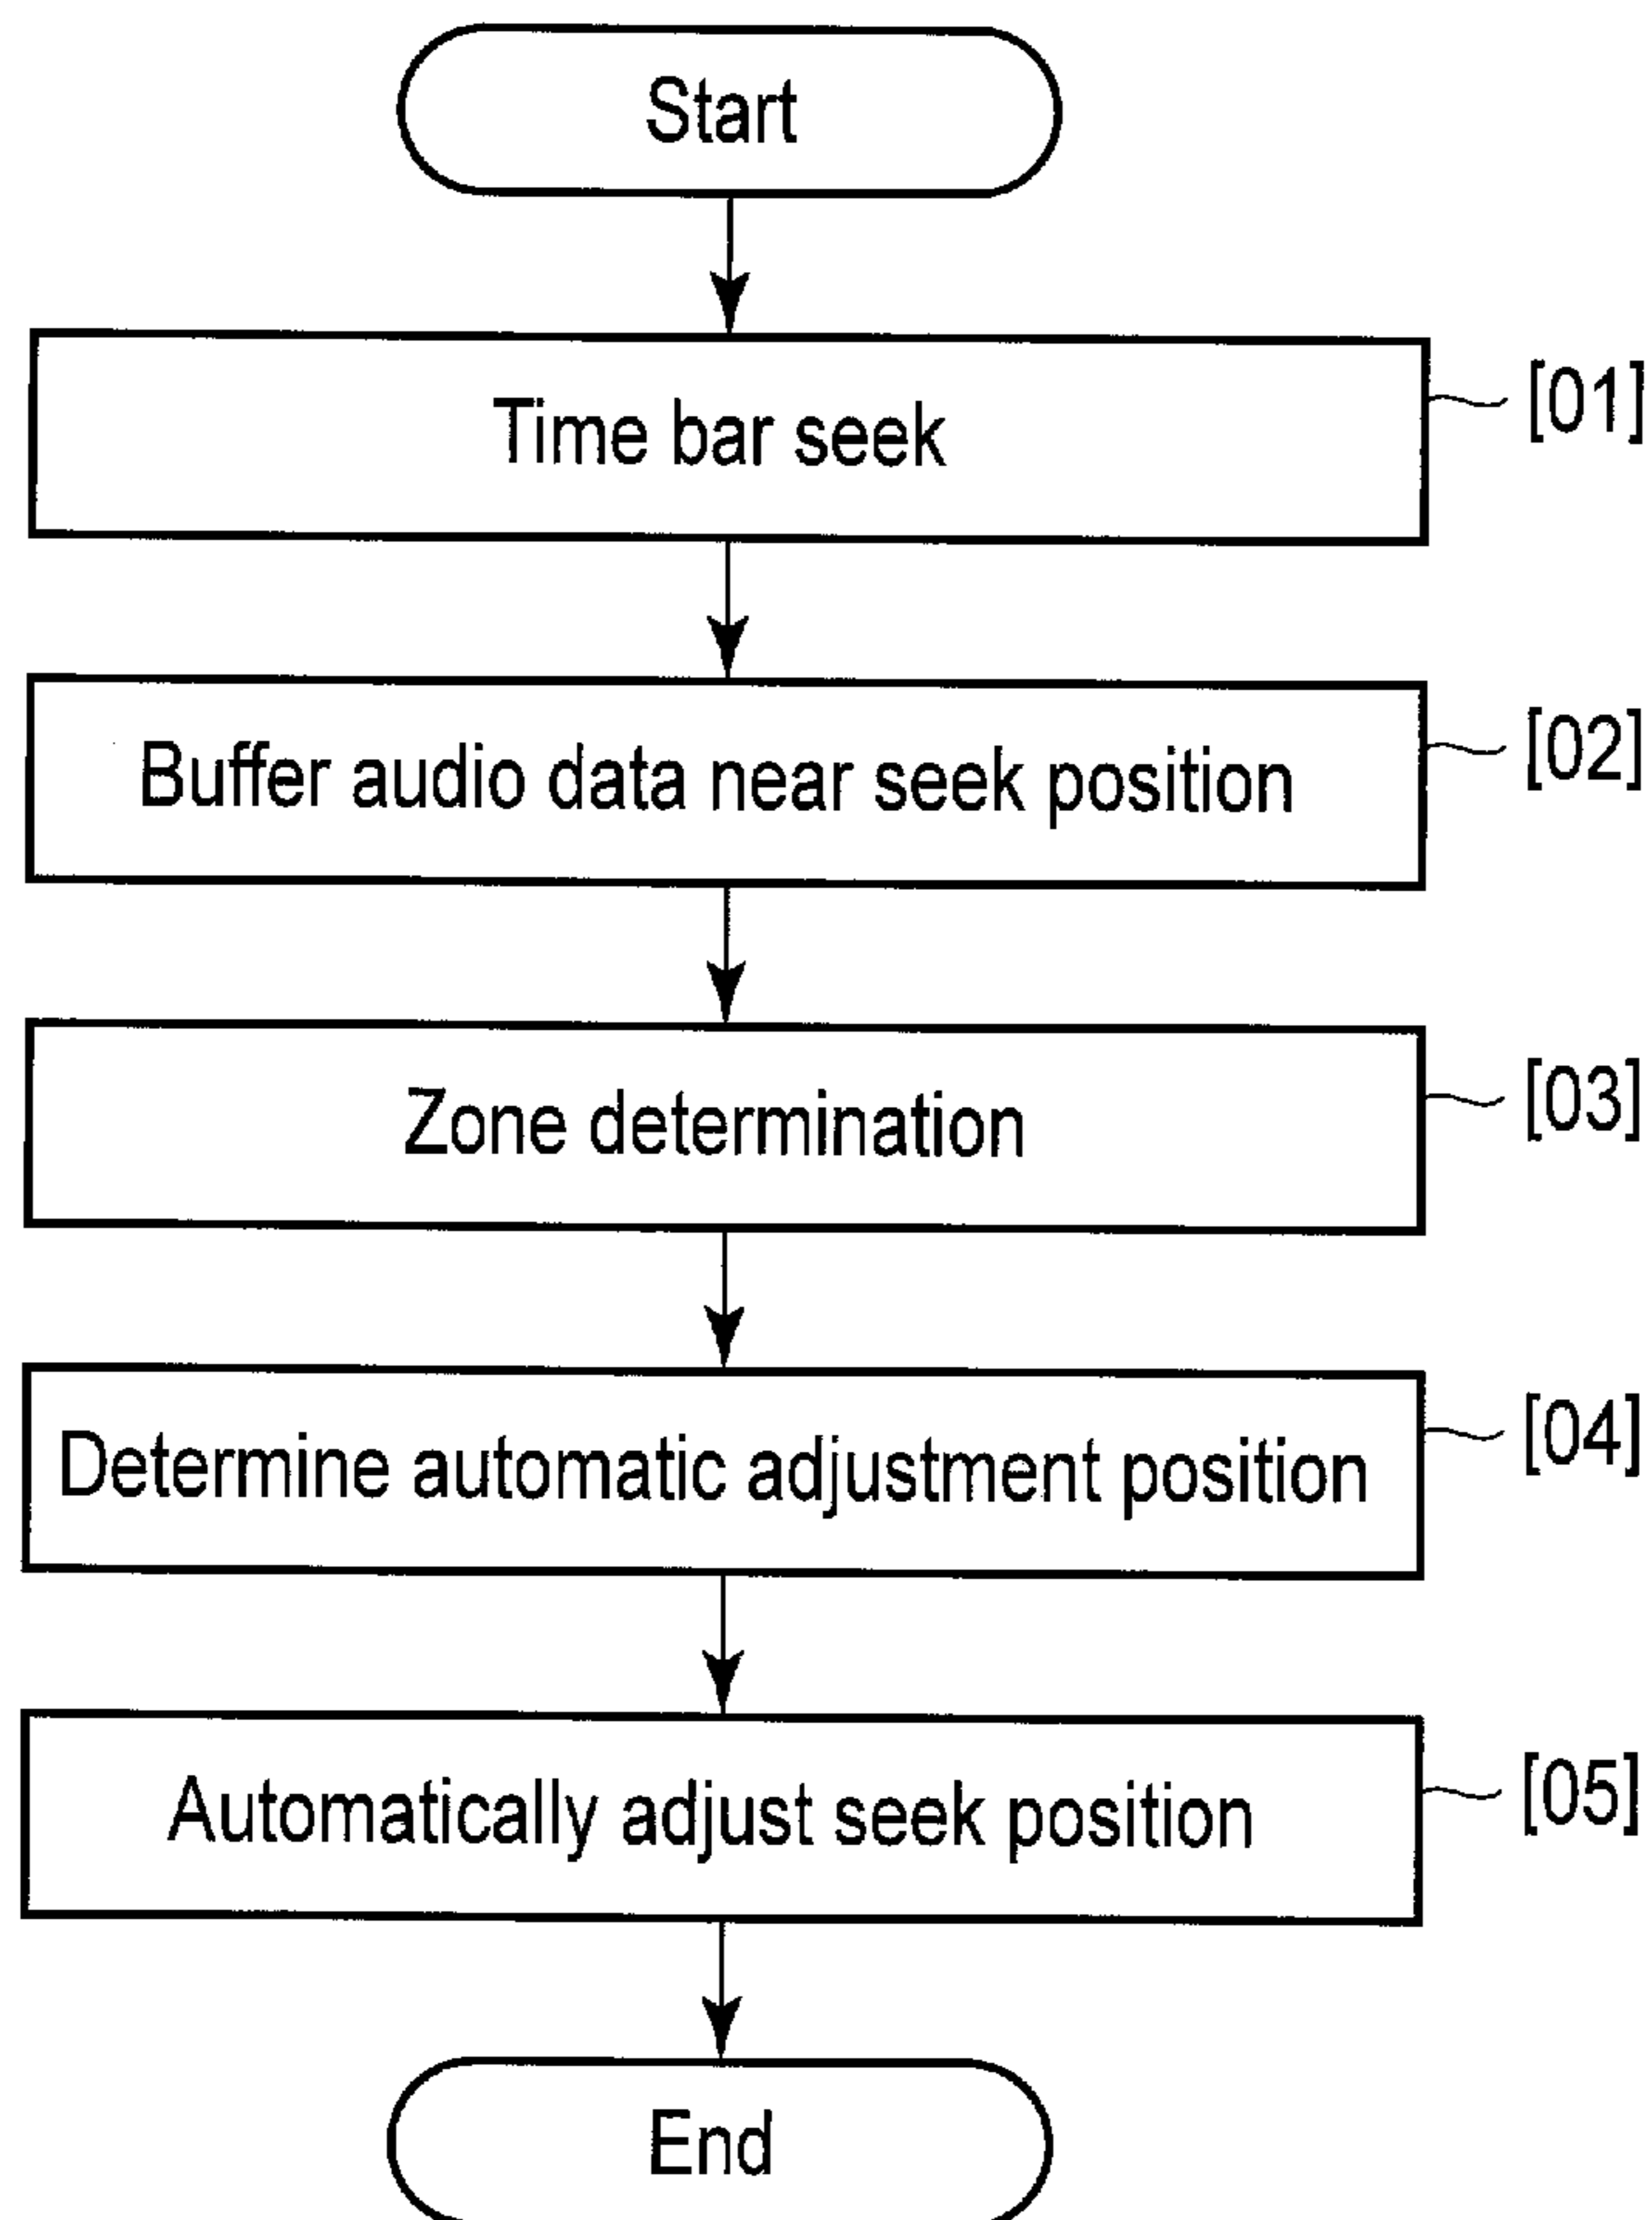 Start
Time bar seek
[01]
Buffer audio data near seek position
[02]
Zone determination
[03]
Determine automatic adjustment position
[04]
Automatically adjust seek position
[05]
End